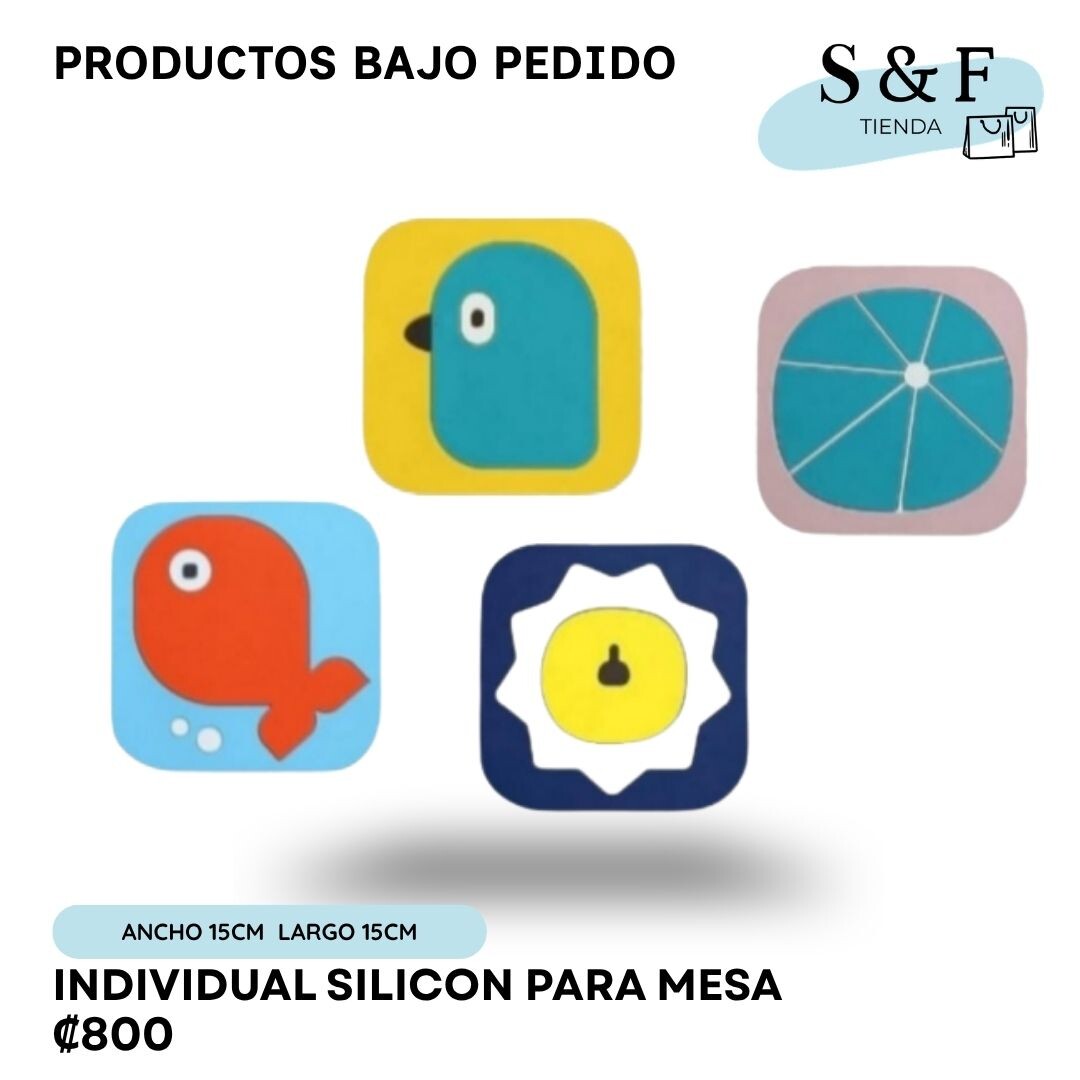 PRODUCTOS BAJO PEDIDO
S & F
TIENDA
ANCHO 15CM LARGO 15CM
INDIVIDUAL SILICON PARA MESA
₡800